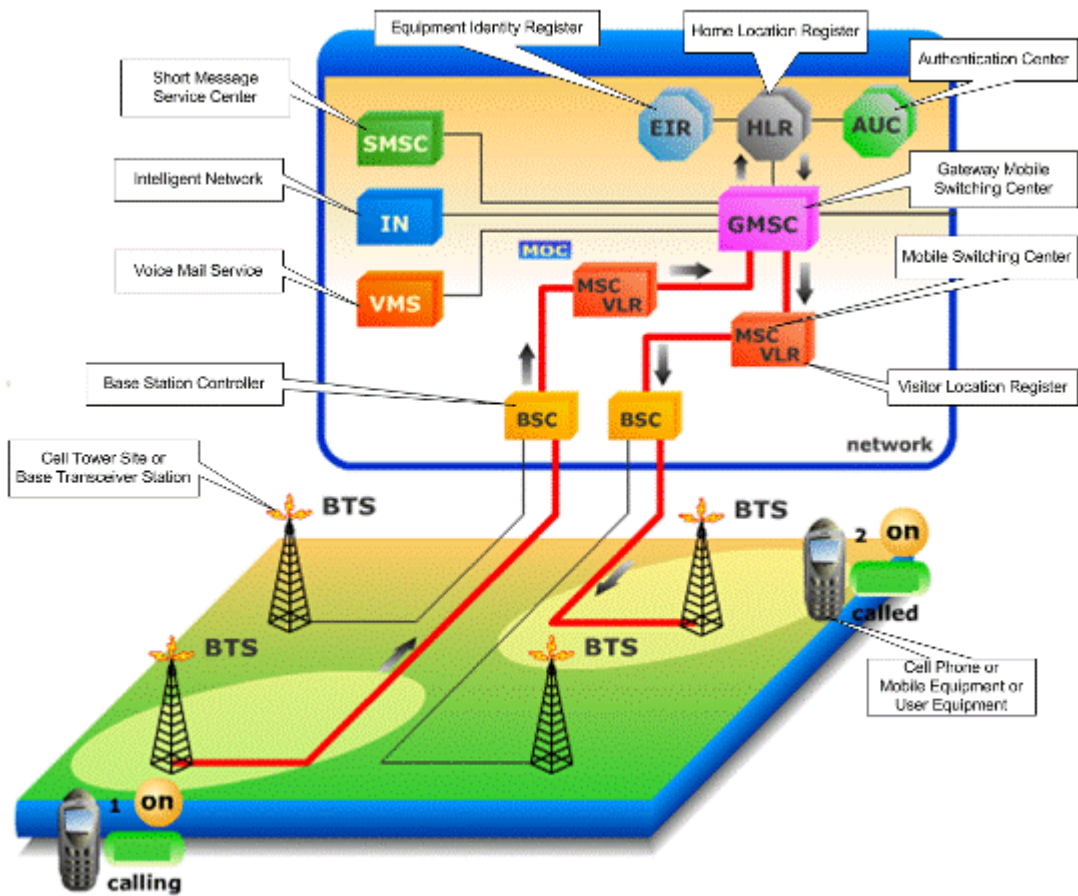 Equipment Identity Register
Home Location Register
Authentication Center
Short Message
Service Center
EIR
HLR
AUC
SMSC
Intelligent Network
Gateway Mobile
Switching Center
IN
GMSC
MOC
Voice Mail Service
Mobile Switching Center
VMS
MSC
VLR
MSC
VLR
Base Station Controller
Visitor Location Register
BSC
BSC
network
Cell Tower Site or
Base Transceiver Station
BTS
BTS
2
on
called
BTS
BTS
Cell Phone or
Mobile Equipment or
User Equipment
1
on
calling